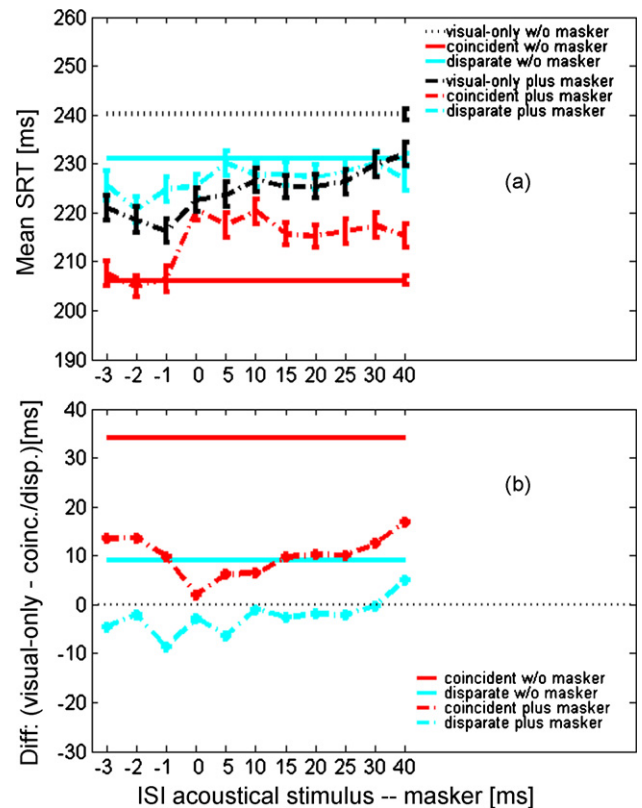 260
250
240
230
220
210
200
190
Mean SRT [ms]
visual-only w/o masker
coincident w/o masker
disparate w/o masker
visual-only plus masker
coincident plus masker
disparate plus masker
(a)
-3 -2 -1 0 5 10 15 20 25 30 40
40
30
20
10
0
-10
-20
-30
Diff. (visual-only - coinc./disp.)[ms]
(b)
coincident w/o masker
disparate w/o masker
coincident plus masker
disparate plus masker
-3 -2 -1 0 5 10 15 20 25 30 40
ISI acoustical stimulus -- masker [ms]